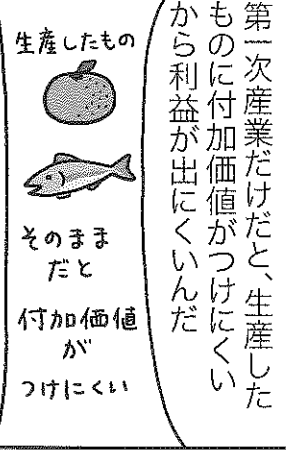 第一次産業だけだと、生産した
ものに付加価値がつけにくい
から利益が出にくいんだ
生産したもの
そのまま
だと
付加価値
が
つけにくい